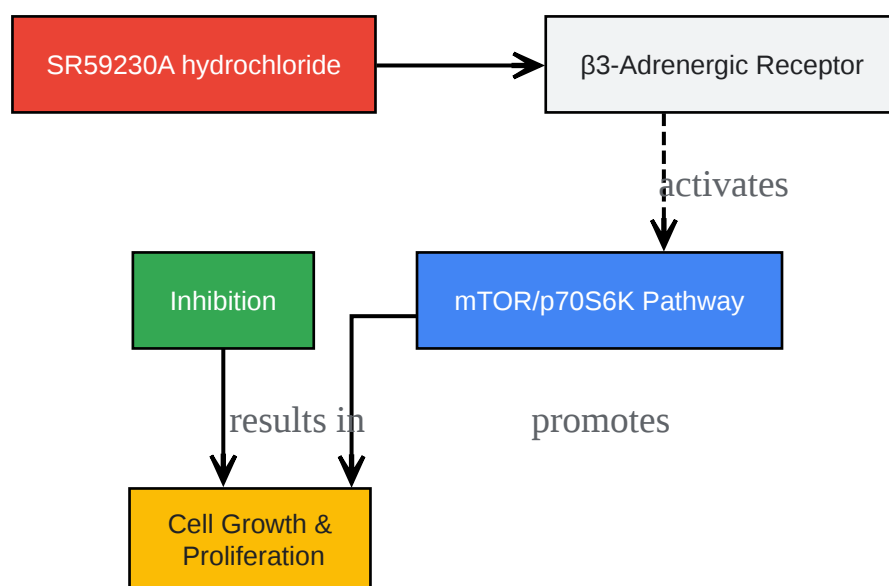 SR59230A hydrochloride
β3-Adrenergic Receptor
activates
Inhibition
mTOR/p70S6K Pathway
results in
promotes
Cell Growth &
Proliferation